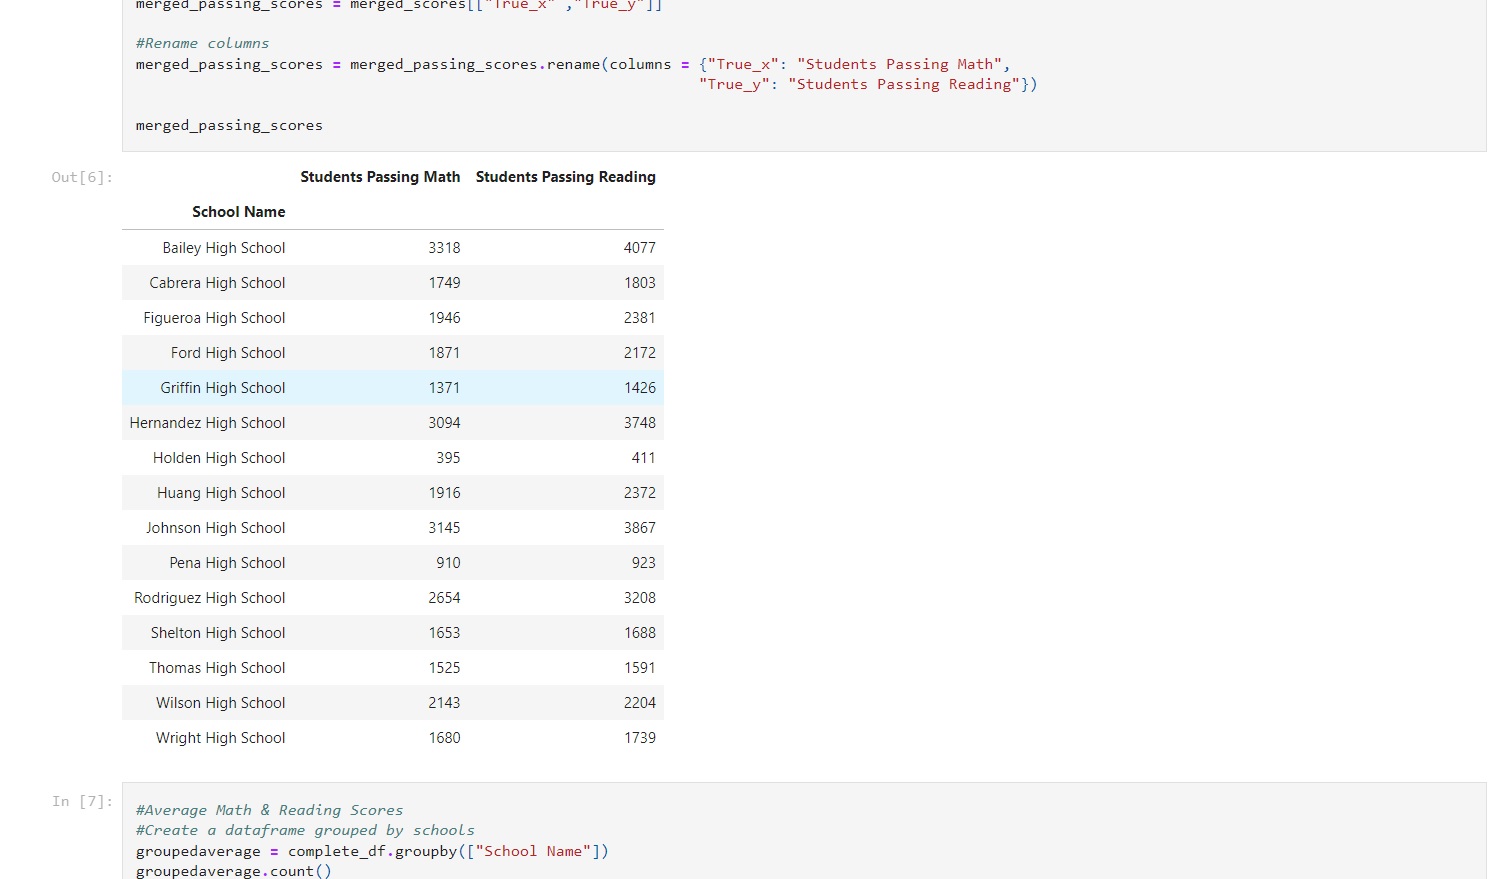 merged_passing_scores = merged_scores[["True_x" ,"True_y"]]
#Rename columns
merged_passing_scores = merged_passing_scores.rename(columns = {"True_x": "Students Passing Math",
"True_y": "Students Passing Reading"})
merged_passing_scores
Out[6]:
Students Passing Math Students Passing Reading
School Name
Bailey High School 3318 4077
Cabrera High School 1749 1803
Figueroa High School 1946 2381
Ford High School 1871 2172
Griffin High School 1371 1426
Hernandez High School 3094 3748
Holden High School 395 411
Huang High School 1916 2372
Johnson High School 3145 3867
Pena High School 910 923
Rodriguez High School 2654 3208
Shelton High School 1653 1688
Thomas High School 1525 1591
Wilson High School 2143 2204
Wright High School 1680 1739
In [7]:
#Average Math & Reading Scores
#Create a dataframe grouped by schools
groupedaverage = complete_df.groupby(["School Name"])
groupedaverage.count()